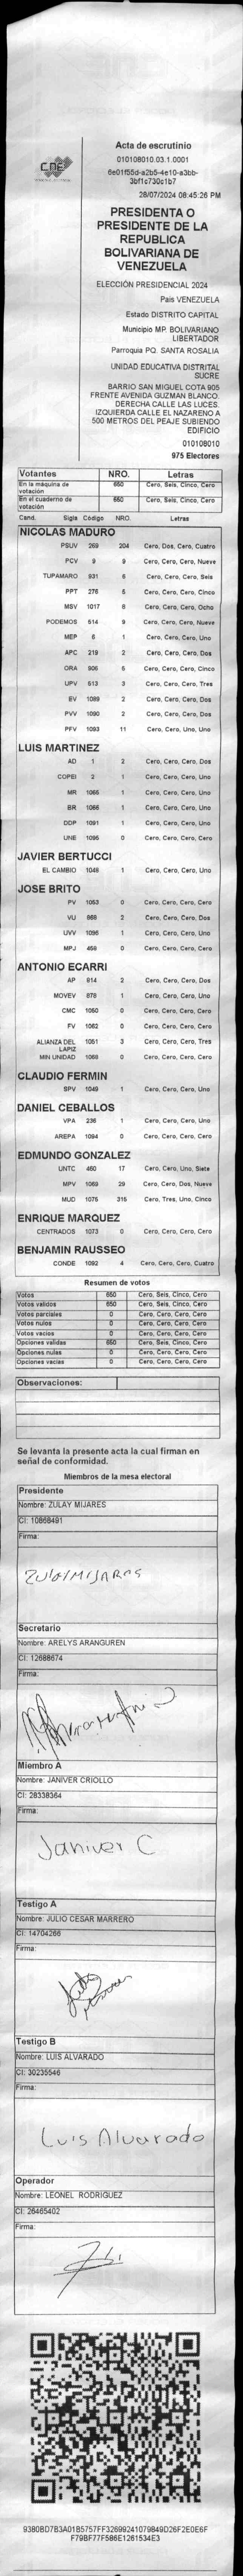 CNE
Acta de escrutinio
010108010.03.1.0001
6e01f55d-a2b5-4e10-a3bb-
3bf1c730c1b7
28/07/2024 08:45:26 PM
PRESIDENTA O
PRESIDENTE DE LA
REPUBLICA
BOLIVARIANA DE
VENEZUELA
ELECCIÓN PRESIDENCIAL 2024
Pais VENEZUELA
Estado DISTRITO CAPITAL
Municipio MP. BOLIVARIANO
LIBERTADOR
Parroquia PQ. SANTA ROSALIA
UNIDAD EDUCATIVA DISTRITAL
SUCRE
BARRIO SAN MIGUEL COTA 905
FRENTE AVENIDA GUZMAN BLANCO.
DERECHA CALLE LAS LUCES.
IZQUIERDA CALLE EL NAZARENO A
500 METROS DEL PEAJE SUBIENDO
EDIFICIO
010108010
975 Electores
Votantes NRO. Letras
En la máquina de votación 650 Cero, Seis, Cinco, Cero
En el cuaderno de votación 650 Cero, Seis, Cinco, Cero
Cand. Sigla Código NRO. Letras
NICOLAS MADURO
PSUV 269 204 Cero, Dos, Cero, Cuatro
PCV 9 9 Cero, Cero, Cero, Nueve
TUPAMARO 931 6 Cero, Cero, Cero, Seis
PPT 275 5 Cero, Cero, Cero, Cinco
MSV 1017 8 Cero, Cero, Cero, Ocho
PODEMOS 514 9 Cero, Cero, Cero, Nueve
MEP 6 1 Cero, Cero, Cero, Uno
APC 219 2 Cero, Cero, Cero, Dos
ORA 906 5 Cero, Cero, Cero, Cinco
UPV 613 3 Cero, Cero, Cero, Tres
EV 1089 2 Cero, Cero, Cero, Dos
PVV 1090 2 Cero, Cero, Cero, Dos
PFV 1093 11 Cero, Cero, Uno, Uno
LUIS MARTINEZ
AD 1 2 Cero, Cero, Cero, Dos
COPEI 2 1 Cero, Cero, Cero, Uno
MR 1065 1 Cero, Cero, Cero, Uno
BR 1066 1 Cero, Cero, Cero, Uno
DDP 1091 1 Cero, Cero, Cero, Uno
UNE 1095 0 Cero, Cero, Cero, Cero
JAVIER BERTUCCI
EL CAMBIO 1048 1 Cero, Cero, Cero, Uno
JOSE BRITO
PV 1053 0 Cero, Cero, Cero, Cero
VU 868 2 Cero, Cero, Cero, Dos
UVV 1096 1 Cero, Cero, Cero, Uno
MPJ 459 0 Cero, Cero, Cero, Cero
ANTONIO ECARRI
AP 914 2 Cero, Cero, Cero, Dos
MOVEV 878 1 Cero, Cero, Cero, Uno
CMC 1050 0 Cero, Cero, Cero, Cero
FV 1062 0 Cero, Cero, Cero, Cero
ALIANZA DEL LAPIZ 1051 3 Cero, Cero, Cero, Tres
MIN UNIDAD 1068 0 Cero, Cero, Cero, Cero
CLAUDIO FERMIN
SPV 1049 1 Cero, Cero, Cero, Uno
DANIEL CEBALLOS
VPA 236 1 Cero, Cero, Cero, Uno
AREPA 1094 0 Cero, Cero, Cero, Cero
EDMUNDO GONZALEZ
UNTC 460 17 Cero, Cero, Uno, Siete
MPV 1069 29 Cero, Cero, Dos, Nueve
MUD 1075 315 Cero, Tres, Uno, Cinco
ENRIQUE MARQUEZ
CENTRADOS 1073 0 Cero, Cero, Cero, Cero
BENJAMIN RAUSSEO
CONDE 1092 4 Cero, Cero, Cero, Cuatro
Resumen de votos
Votos 650 Cero, Seis, Cinco, Cero
Votos validos 650 Cero, Seis, Cinco, Cero
Votos parciales 0 Cero, Cero, Cero, Cero
Votos nulos 0 Cero, Cero, Cero, Cero
Votos vacios 0 Cero, Cero, Cero, Cero
Opciones validas 650 Cero, Seis, Cinco, Cero
Opciones nulas 0 Cero, Cero, Cero, Cero
Opciones vacias 0 Cero, Cero, Cero, Cero
Observaciones:
Se levanta la presente acta la cual firman en
señal de conformidad.
Miembros de la mesa electoral
Presidente
Nombre: ZULAY MIJARES
CI: 10868491
Firma:
ZulayMIJARES
Secretario
Nombre: ARELYS ARANGUREN
CI: 12688674
Firma:
Miembro A
Nombre: JANIVER CRIOLLO
CI: 28338364
Firma:
Janiver C
Testigo A
Nombre: JULIO CESAR MARRERO
CI: 14704266
Firma:
Testigo B
Nombre: LUIS ALVARADO
CI: 30235546
Firma:
Luis Alvarado
Operador
Nombre: LEONEL RODRIGUEZ
CI: 26465402
Firma:
9380BD7B3A01B5757FF32699241079849D26F2E0E6F
F79BF77F586E1261534E3